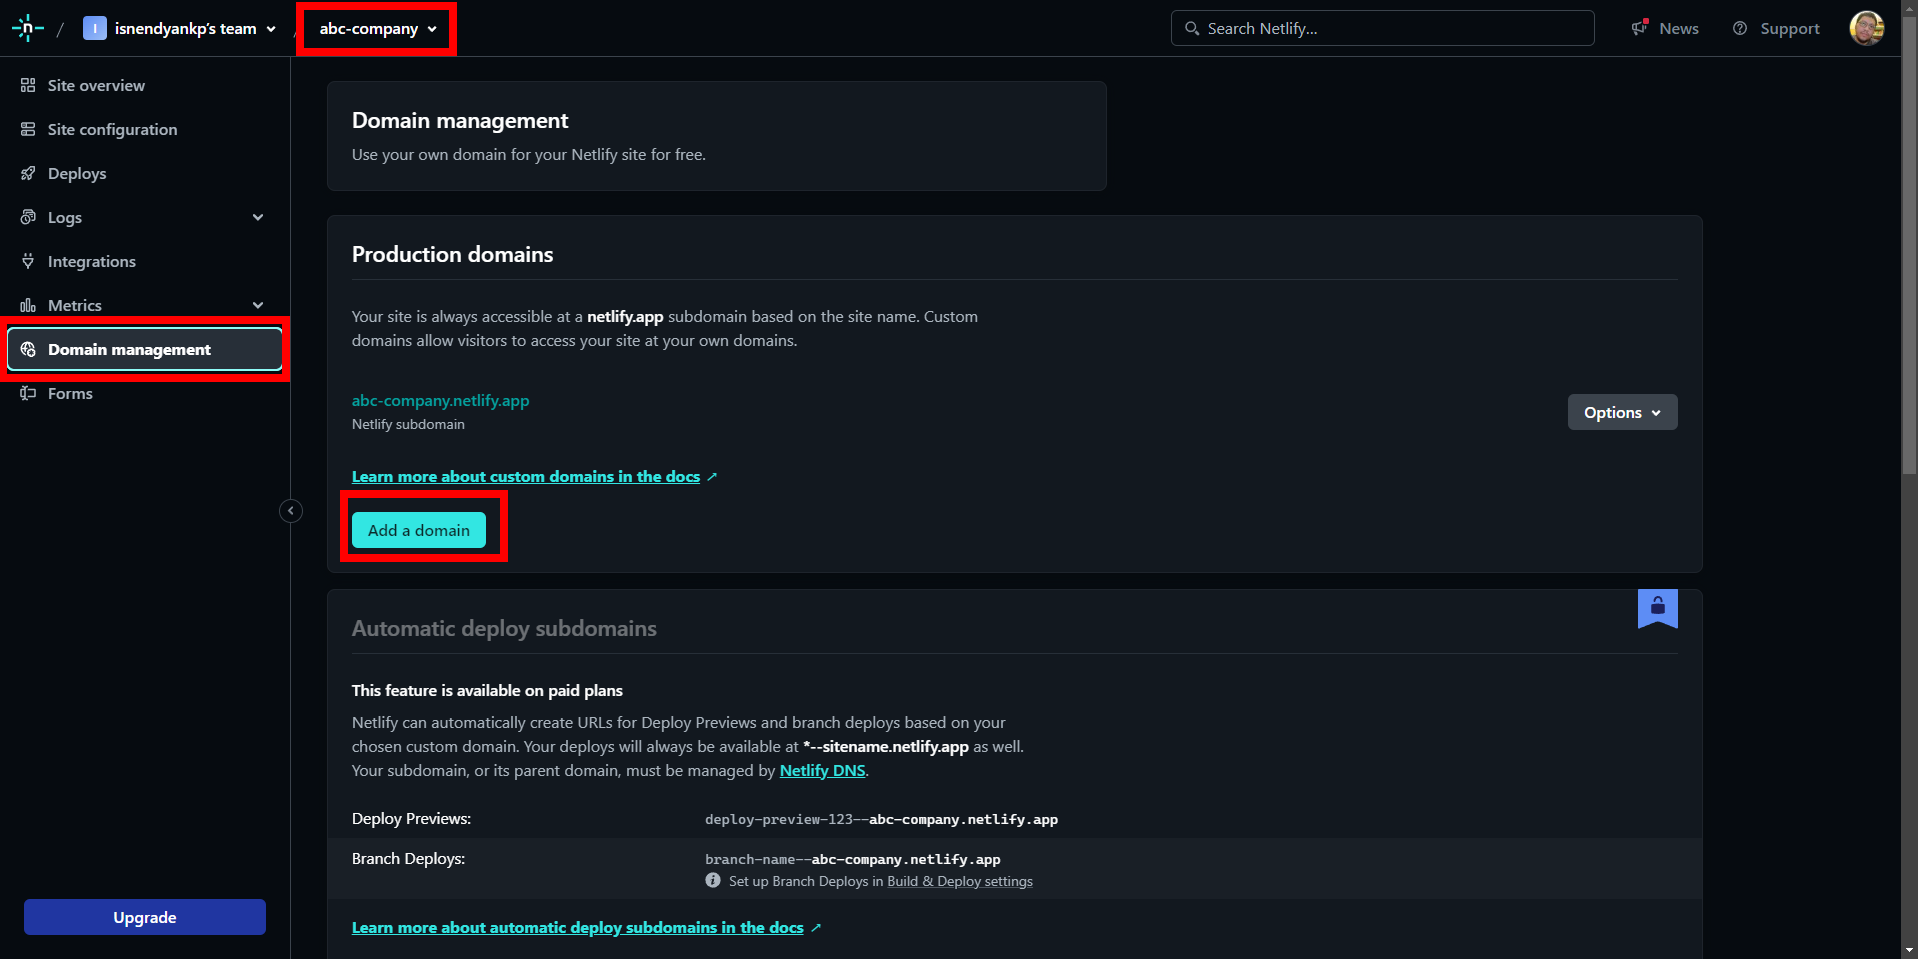 n / I isnendyankp's team / abc-company
Search Netlify...
News
Support
Site overview
Site configuration
Deploys
Logs
Integrations
Metrics
Domain management
Forms
Upgrade
Domain management
Use your own domain for your Netlify site for free.
Production domains
Your site is always accessible at a netlify.app subdomain based on the site name. Custom
domains allow visitors to access your site at your own domains.
abc-company.netlify.app
Netlify subdomain
Options
Learn more about custom domains in the docs ↗
Add a domain
Automatic deploy subdomains
This feature is available on paid plans
Netlify can automatically create URLs for Deploy Previews and branch deploys based on your
chosen custom domain. Your deploys will always be available at *--sitename.netlify.app as well.
Your subdomain, or its parent domain, must be managed by Netlify DNS.
Deploy Previews: deploy-preview-123--abc-company.netlify.app
Branch Deploys: branch-name--abc-company.netlify.app
Set up Branch Deploys in Build & Deploy settings
Learn more about automatic deploy subdomains in the docs ↗